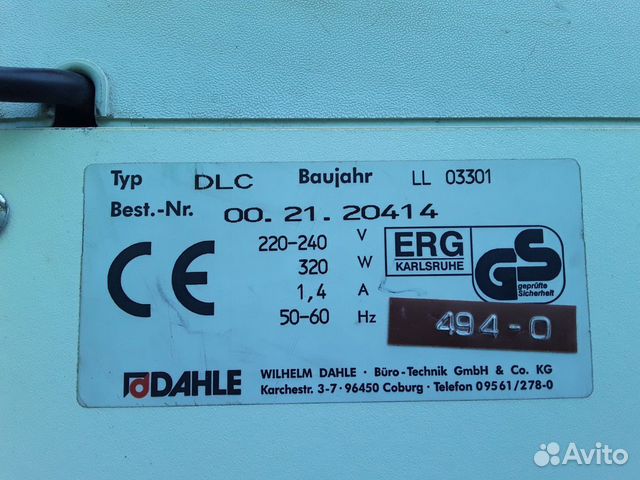 Typ DLC Baujahr LL 03301
Best.-Nr. 00. 21. 20414
CE
220-240 V
320 W
1,4 A
50-60 Hz
ERG
KARLSRUHE
GS
geprüfte
Sicherheit
494-0
DAHLE
WILHELM DAHLE · Büro-Technik GmbH & Co. KG
Karchestr. 3-7 · 96450 Coburg · Telefon 09561/278-0
Avito